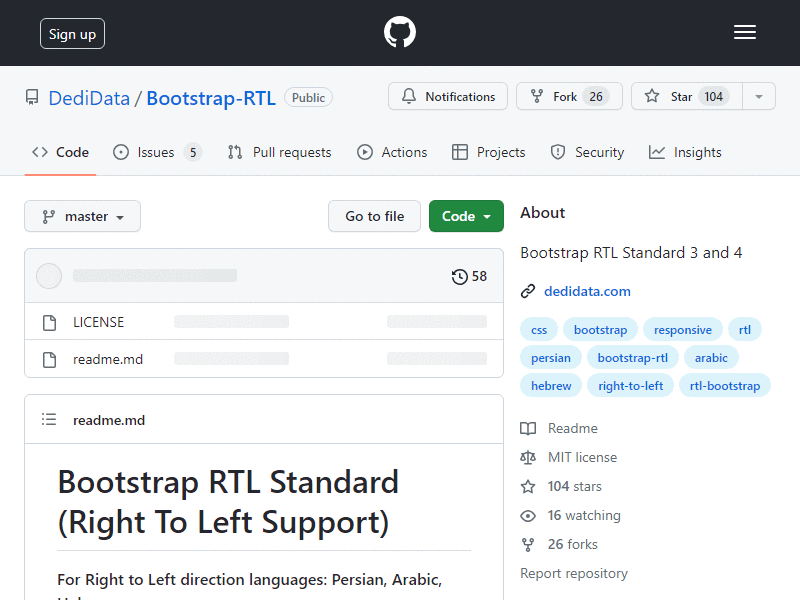 Sign up
DediData / Bootstrap-RTL Public
Notifications Fork 26 Star 104
Code Issues 5 Pull requests Actions Projects Security Insights
master Go to file Code
58
LICENSE
readme.md
readme.md
Bootstrap RTL Standard
(Right To Left Support)
For Right to Left direction languages: Persian, Arabic,
About
Bootstrap RTL Standard 3 and 4
dedidata.com
css bootstrap responsive rtl
persian bootstrap-rtl arabic
hebrew right-to-left rtl-bootstrap
Readme
MIT license
104 stars
16 watching
26 forks
Report repository